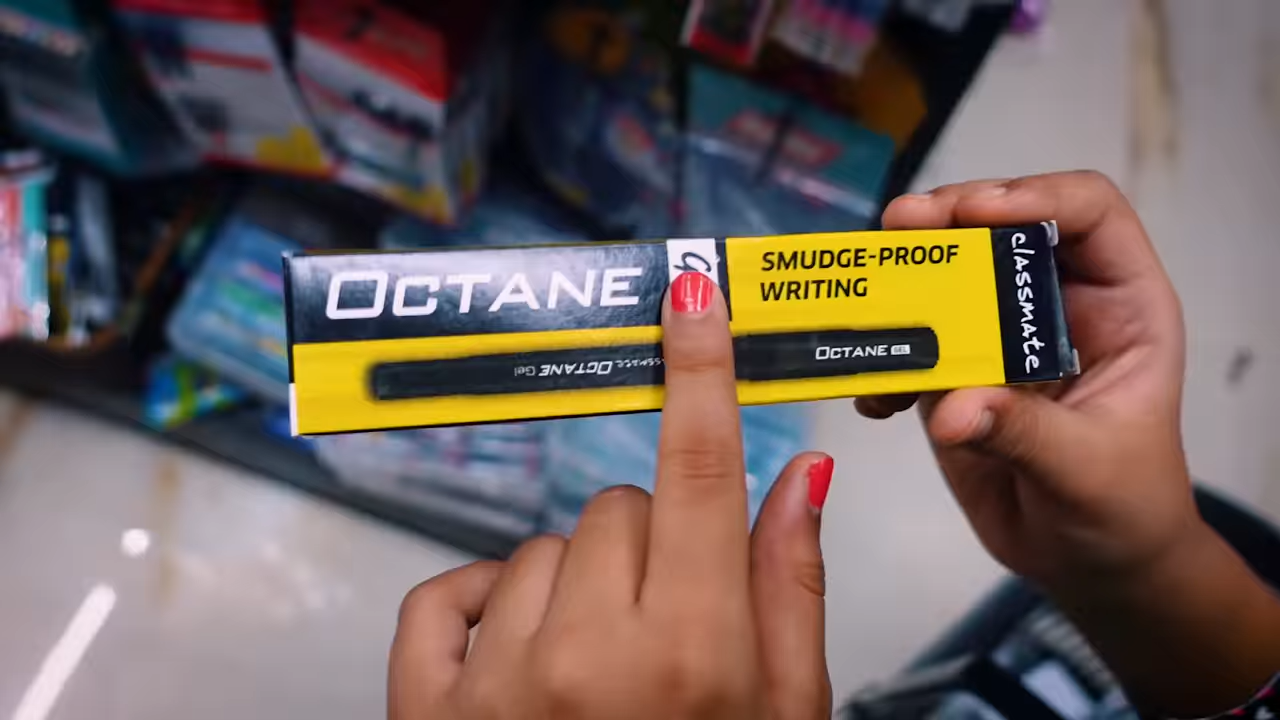 OCTANE
SMUDGE-PROOF
WRITING
classmate
OCTANE GEL
CLASSMATE OCTANE Gel